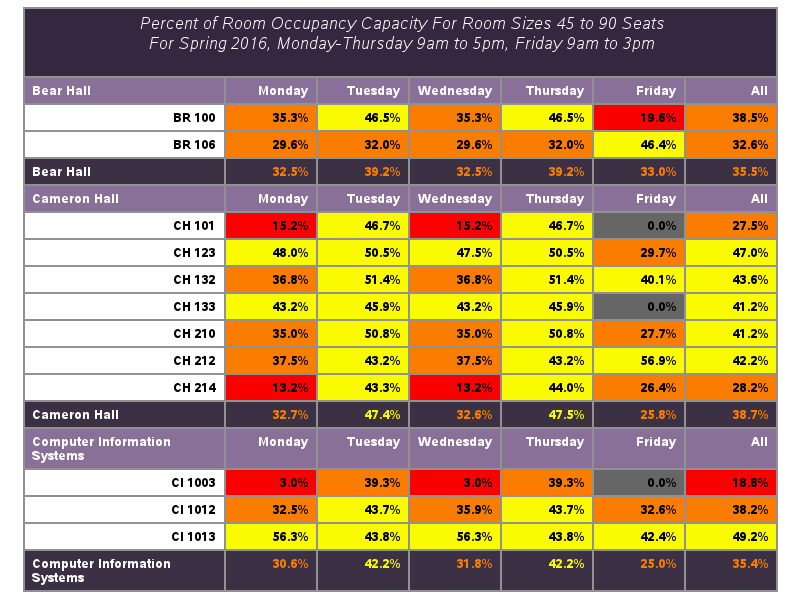 Percent of Room Occupancy Capacity For Room Sizes 45 to 90 Seats
For Spring 2016, Monday-Thursday 9am to 5pm, Friday 9am to 3pm
Bear Hall Monday Tuesday Wednesday Thursday Friday All
BR 100 35.3% 46.5% 35.3% 46.5% 19.6% 38.5%
BR 106 29.6% 32.0% 29.6% 32.0% 46.4% 32.6%
Bear Hall 32.5% 39.2% 32.5% 39.2% 33.0% 35.5%
Cameron Hall Monday Tuesday Wednesday Thursday Friday All
CH 101 15.2% 46.7% 15.2% 46.7% 0.0% 27.5%
CH 123 48.0% 50.5% 47.5% 50.5% 29.7% 47.0%
CH 132 36.8% 51.4% 36.8% 51.4% 40.1% 43.6%
CH 133 43.2% 45.9% 43.2% 45.9% 0.0% 41.2%
CH 210 35.0% 50.8% 35.0% 50.8% 27.7% 41.2%
CH 212 37.5% 43.2% 37.5% 43.2% 56.9% 42.2%
CH 214 13.2% 43.3% 13.2% 44.0% 26.4% 28.2%
Cameron Hall 32.7% 47.4% 32.6% 47.5% 25.8% 38.7%
Computer Information Monday Tuesday Wednesday Thursday Friday All
Systems
CI 1003 3.0% 39.3% 3.0% 39.3% 0.0% 18.8%
CI 1012 32.5% 43.7% 35.9% 43.7% 32.6% 38.2%
CI 1013 56.3% 43.8% 56.3% 43.8% 42.4% 49.2%
Computer Information 30.6% 42.2% 31.8% 42.2% 25.0% 35.4%
Systems